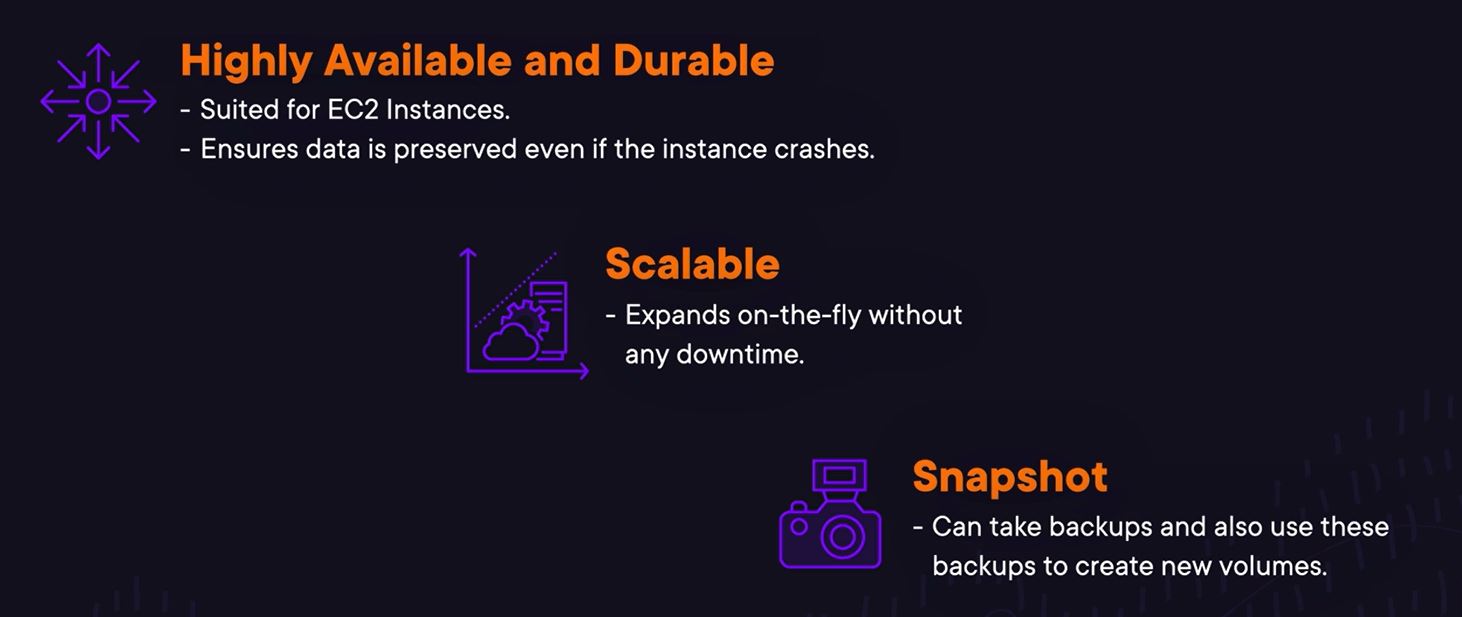 Highly Available and Durable
- Suited for EC2 Instances.
- Ensures data is preserved even if the instance crashes.
Scalable
- Expands on-the-fly without
any downtime.
Snapshot
- Can take backups and also use these
backups to create new volumes.